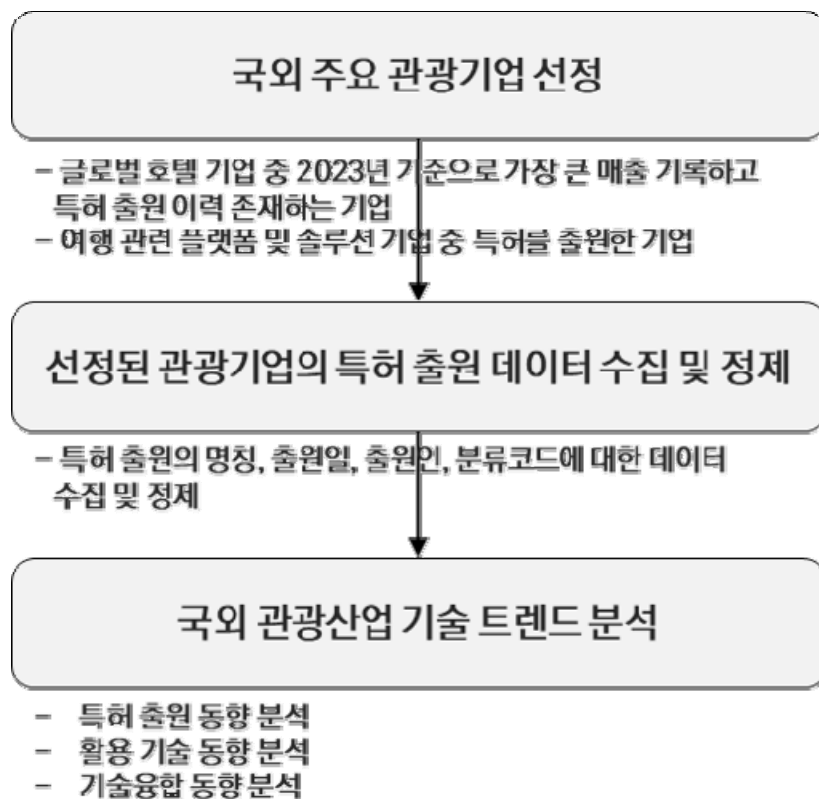 국외 주요 관광기업 선정
- 글로벌 호텔 기업 중 2023년 기준으로 가장 큰 매출 기록하고
특허 출원 이력 존재하는 기업
- 여행 관련 플랫폼 및 솔루션 기업 중 특허를 출원한 기업
선정된 관광기업의 특허 출원 데이터 수집 및 정제
- 특허 출원의 명칭, 출원일, 출원인, 분류코드에 대한 데이터
수집 및 정제
국외 관광산업 기술 트렌드 분석
- 특허 출원 동향 분석
- 활용 기술 동향 분석
- 기술융합 동향 분석